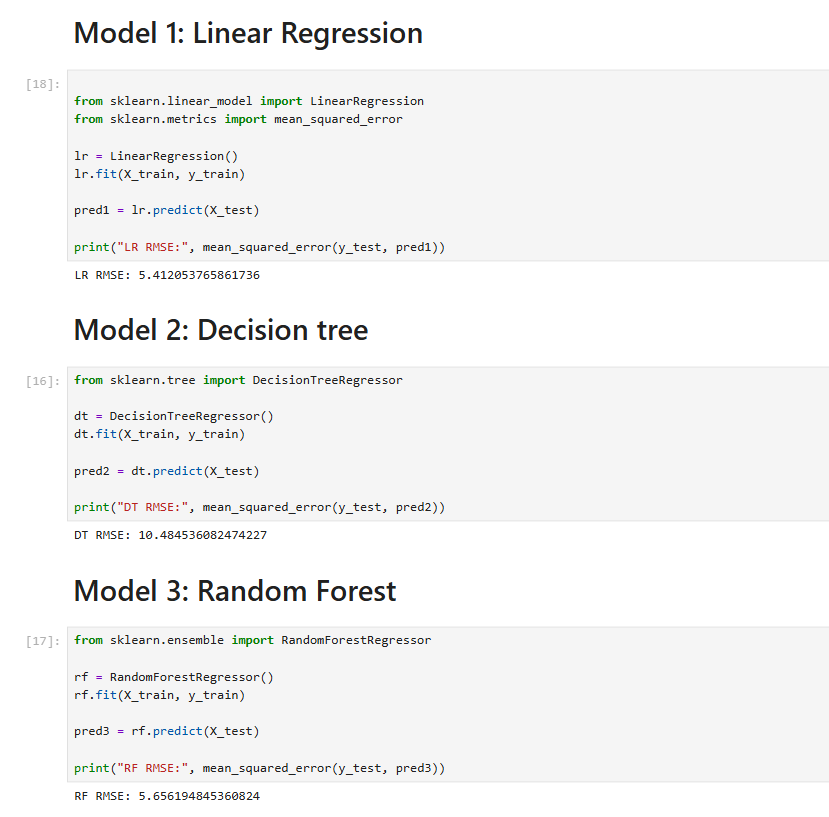 Model 1: Linear Regression
[18]:
from sklearn.linear_model import LinearRegression
from sklearn.metrics import mean_squared_error
lr = LinearRegression()
lr.fit(X_train, y_train)
pred1 = lr.predict(X_test)
print("LR RMSE:", mean_squared_error(y_test, pred1))
LR RMSE: 5.412053765861736
Model 2: Decision tree
[16]:
from sklearn.tree import DecisionTreeRegressor
dt = DecisionTreeRegressor()
dt.fit(X_train, y_train)
pred2 = dt.predict(X_test)
print("DT RMSE:", mean_squared_error(y_test, pred2))
DT RMSE: 10.484536082474227
Model 3: Random Forest
[17]:
from sklearn.ensemble import RandomForestRegressor
rf = RandomForestRegressor()
rf.fit(X_train, y_train)
pred3 = rf.predict(X_test)
print("RF RMSE:", mean_squared_error(y_test, pred3))
RF RMSE: 5.656194845360824